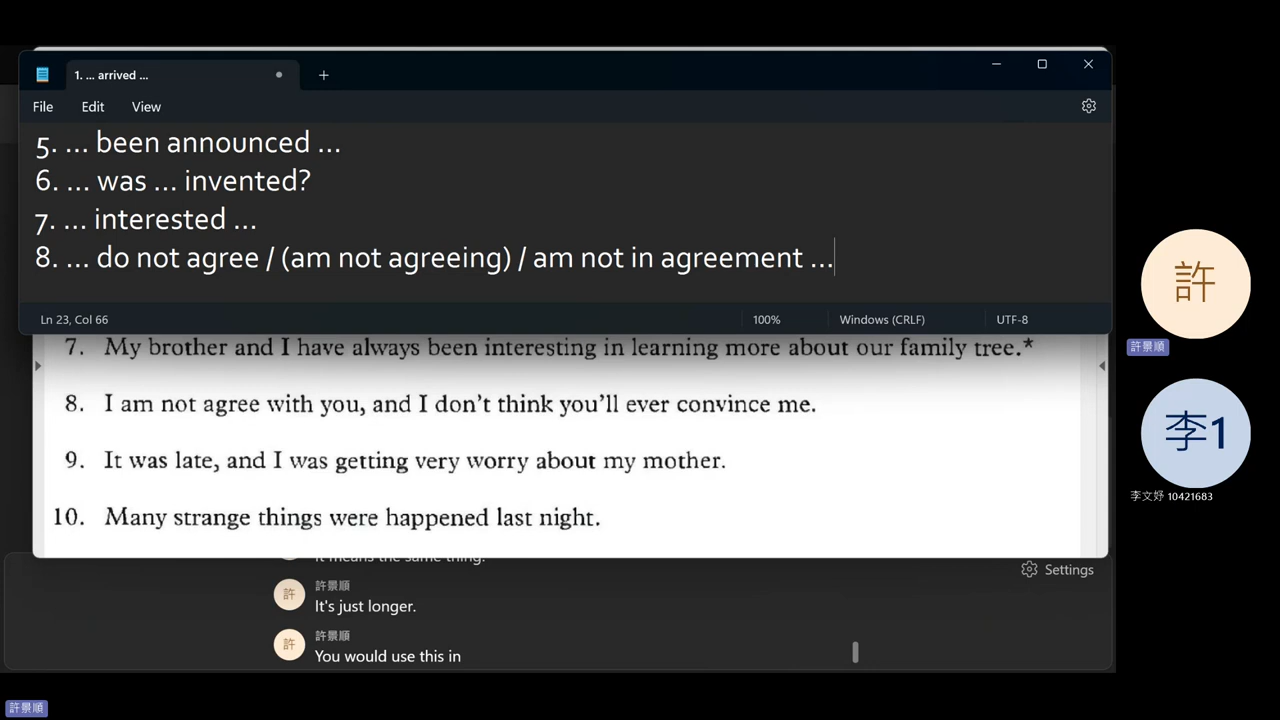 1. ... arrived ...
File Edit View
5. ... been announced ...
6. ... was ... invented?
7. ... interested ...
8. ... do not agree / (am not agreeing) / am not in agreement ...
Ln 23, Col 66 100% Windows (CRLF) UTF-8
7. My brother and I have always been interesting in learning more about our family tree.*
8. I am not agree with you, and I don't think you'll ever convince me.
9. It was late, and I was getting very worry about my mother.
10. Many strange things were happened last night.
It means the same thing.
Settings
許 許景順
It's just longer.
許 許景順
You would use this in
許
許景順
李1
李文妤 10421683
許景順